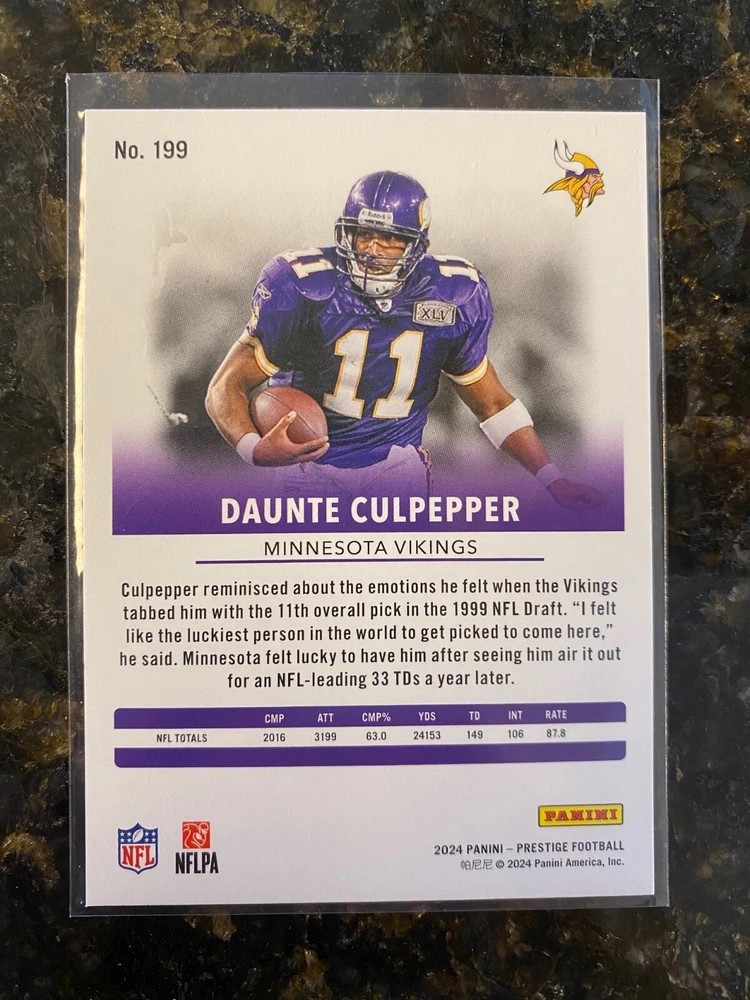 No. 199
Riddell
11
11
XLV
11
DAUNTE CULPEPPER
MINNESOTA VIKINGS
Culpepper reminisced about the emotions he felt when the Vikings
tabbed him with the 11th overall pick in the 1999 NFL Draft. “I felt
like the luckiest person in the world to get picked to come here,”
he said. Minnesota felt lucky to have him after seeing him air it out
for an NFL-leading 33 TDs a year later.
CMP ATT CMP% YDS TD INT RATE
NFL TOTALS 2016 3199 63.0 24153 149 106 87.8
PANINI
NFL NFLPA
2024 PANINI – PRESTIGE FOOTBALL
帕尼尼 © 2024 Panini America, Inc.